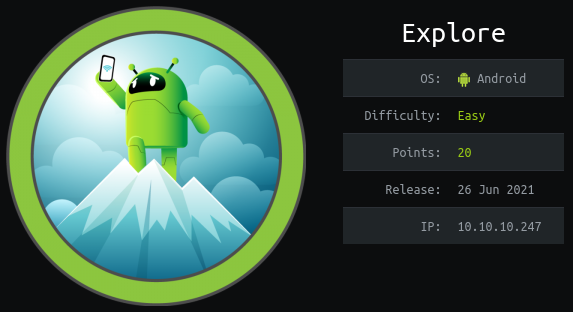 Explore
OS: Android
Difficulty: Easy
Points: 20
Release: 26 Jun 2021
IP: 10.10.10.247